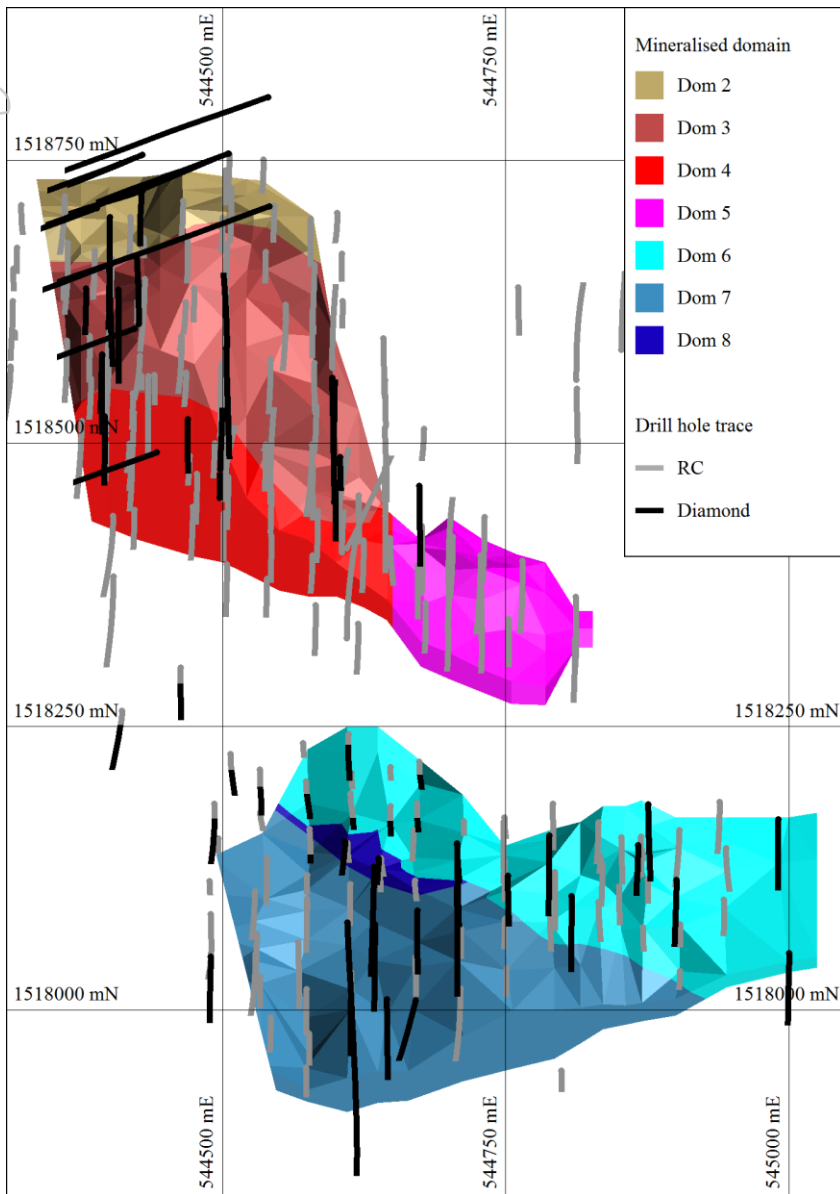 544500 mE
544750 mE
1518750 mN
1518500 mN
1518250 mN
1518250 mN
1518000 mN
1518000 mN
544500 mE
544750 mE
545000 mE
Mineralised domain
Dom 2
Dom 3
Dom 4
Dom 5
Dom 6
Dom 7
Dom 8
Drill hole trace
RC
Diamond